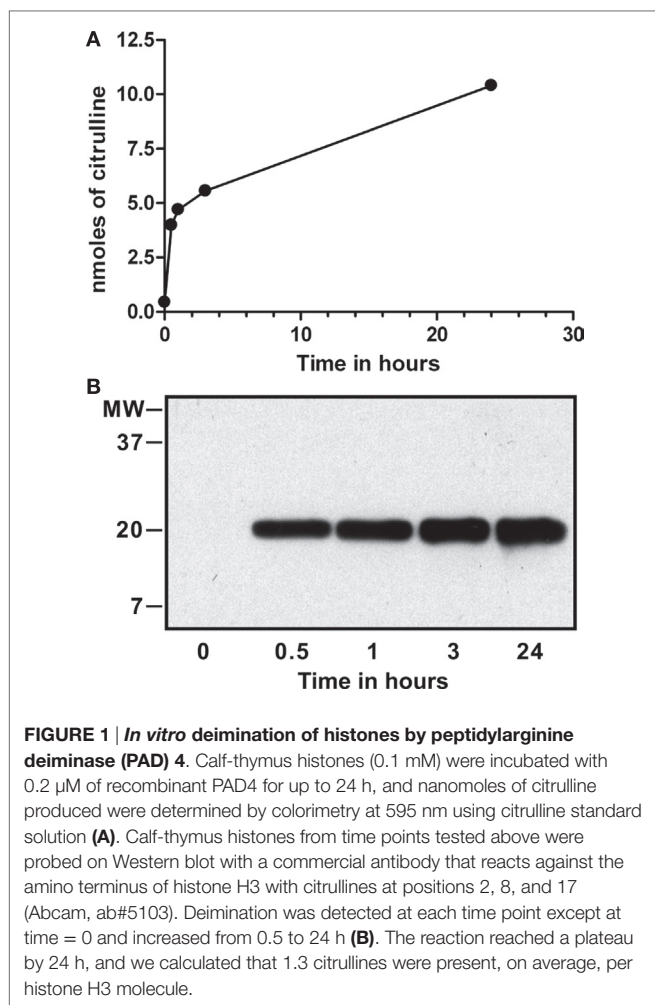 A
12.5
10.0
7.5
5.0
2.5
0.0
nmoles of citrulline
0 10 20 30
Time in hours
B
MW
37
20
7
0 0.5 1 3 24
Time in hours
FIGURE 1 | In vitro deimination of histones by peptidylarginine
deiminase (PAD) 4. Calf-thymus histones (0.1 mM) were incubated with
0.2 μM of recombinant PAD4 for up to 24 h, and nanomoles of citrulline
produced were determined by colorimetry at 595 nm using citrulline standard
solution (A). Calf-thymus histones from time points tested above were
probed on Western blot with a commercial antibody that reacts against the
amino terminus of histone H3 with citrullines at positions 2, 8, and 17
(Abcam, ab#5103). Deimination was detected at each time point except at
time = 0 and increased from 0.5 to 24 h (B). The reaction reached a plateau
by 24 h, and we calculated that 1.3 citrullines were present, on average, per
histone H3 molecule.